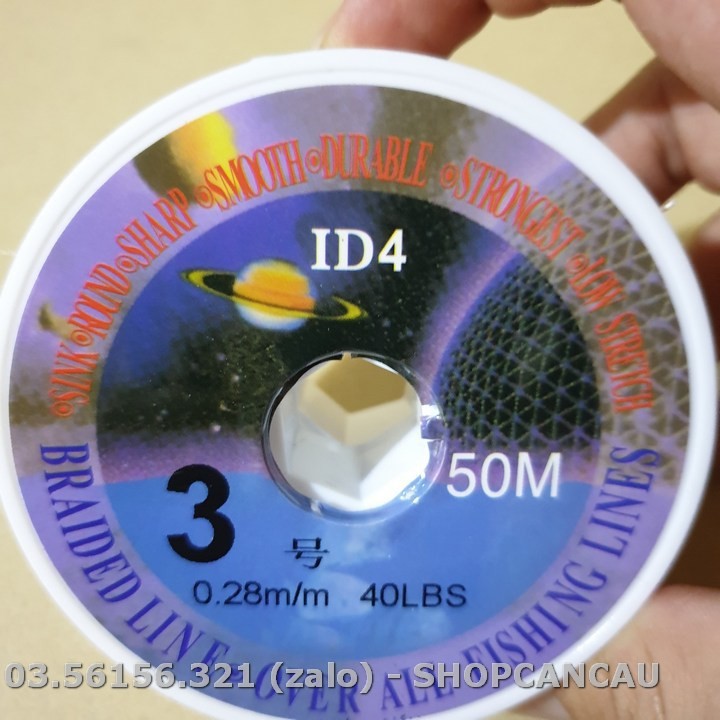 SINK ROUND SHARP SMOOTH DURABLE STRONGEST LOW STRETCH
ID4
50M
3 号
0.28m/m 40LBS
BRAIDED LINE OVER ALL FISHING LINES
03.56156.321 (zalo) - SHOPCANCAU